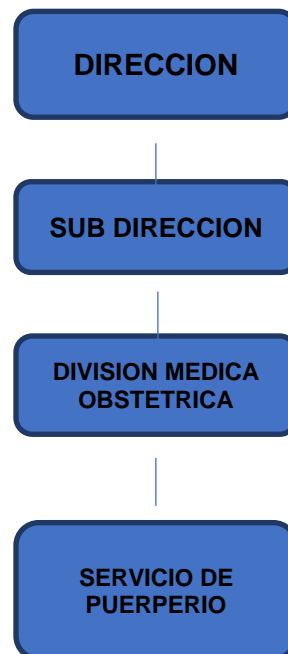 DIRECCION
SUB DIRECCION
DIVISION MEDICA
OBSTETRICA
SERVICIO DE
PUERPERIO